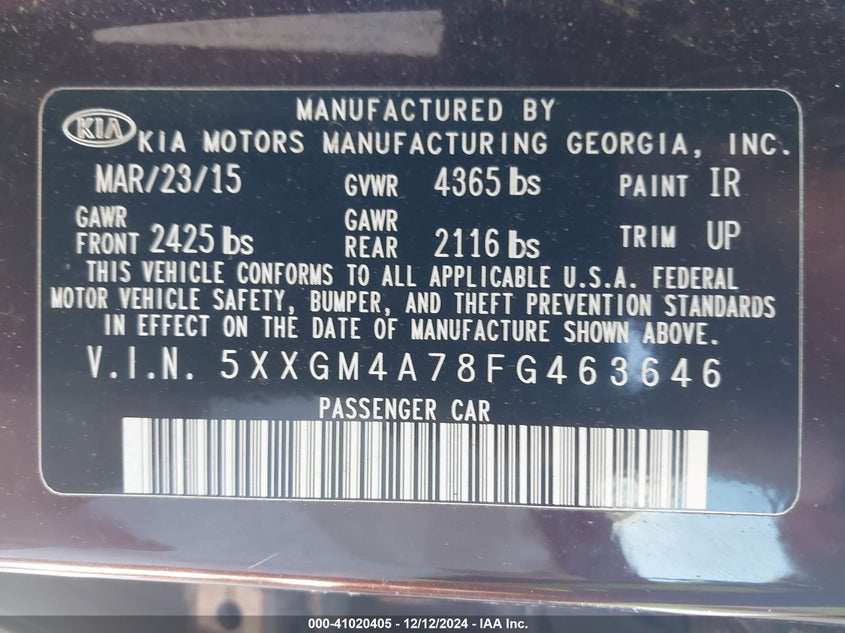 MANUFACTURED BY
KIA KIA MOTORS MANUFACTURING GEORGIA, INC.
MAR/23/15 GVWR 4365 lbs PAINT IR
GAWR FRONT 2425 lbs GAWR REAR 2116 lbs TRIM UP
THIS VEHICLE CONFORMS TO ALL APPLICABLE U.S.A. FEDERAL
MOTOR VEHICLE SAFETY, BUMPER, AND THEFT PREVENTION STANDARDS
IN EFFECT ON THE DATE OF MANUFACTURE SHOWN ABOVE.
V.I.N. 5XXGM4A78FG463646
PASSENGER CAR
000-41020405 - 12/12/2024 - IAA Inc.